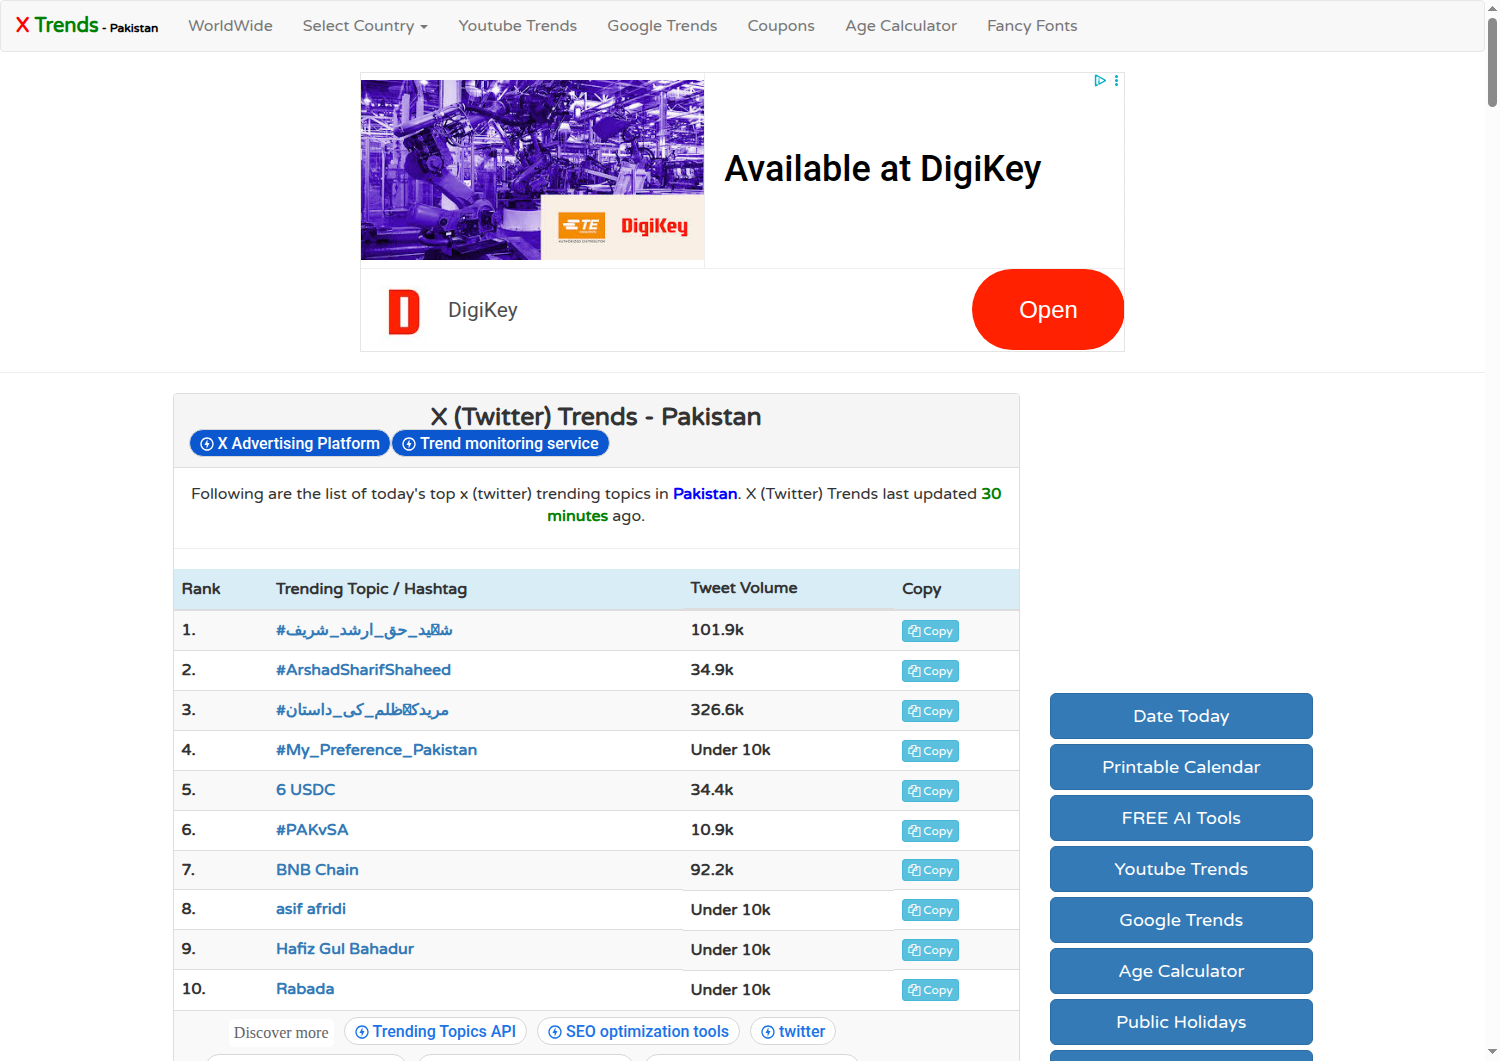 X Trends - Pakistan WorldWide Select Country Youtube Trends Google Trends Coupons Age Calculator Fancy Fonts
Available at DigiKey
TE
AUTHORIZED DISTRIBUTOR
DigiKey
DigiKey
Open
X (Twitter) Trends - Pakistan
X Advertising Platform Trend monitoring service
Following are the list of today's top x (twitter) trending topics in Pakistan. X (Twitter) Trends last updated 30
minutes ago.
Rank Trending Topic / Hashtag Tweet Volume Copy
1. #ش‍ید_حق_ارشد_شریف 101.9k Copy
2. #ArshadSharifShaheed 34.9k Copy
3. #مریدک‍ظلم_کی_داستان 326.6k Copy
4. #My_Preference_Pakistan Under 10k Copy
5. 6 USDC 34.4k Copy
6. #PAKvSA 10.9k Copy
7. BNB Chain 92.2k Copy
8. asif afridi Under 10k Copy
9. Hafiz Gul Bahadur Under 10k Copy
10. Rabada Under 10k Copy
Discover more Trending Topics API SEO optimization tools twitter
Date Today
Printable Calendar
FREE AI Tools
Youtube Trends
Google Trends
Age Calculator
Public Holidays